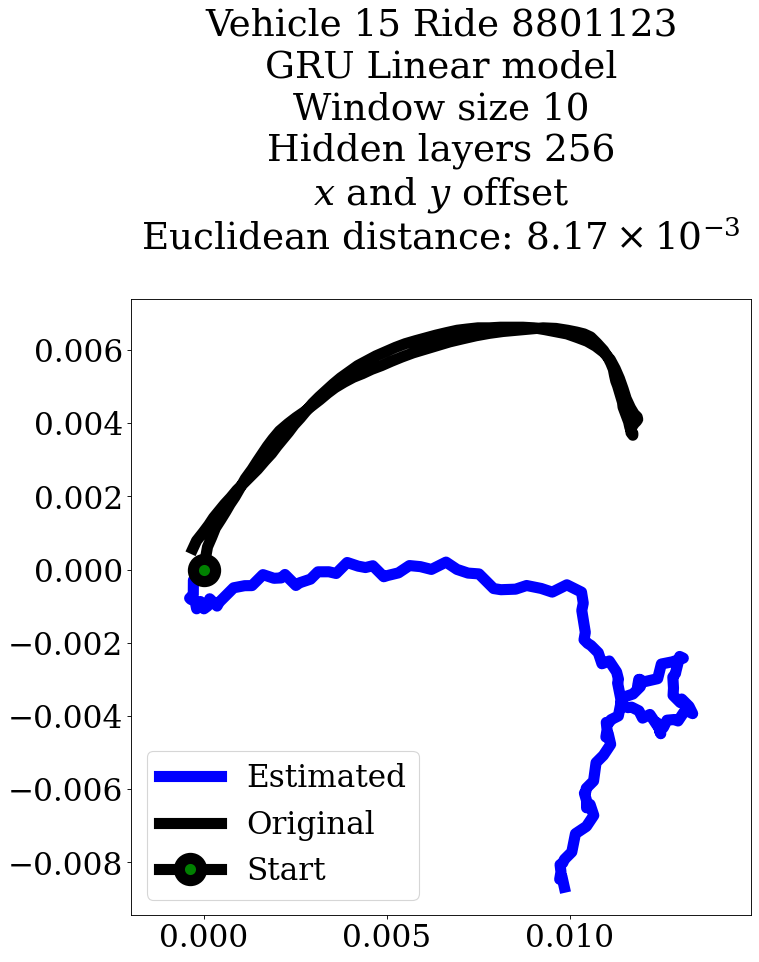 Vehicle 15 Ride 8801123
GRU Linear model
Window size 10
Hidden layers 256
x and y offset
Euclidean distance: 8.17 × 10⁻³
0.006
0.004
0.002
0.000
−0.002
−0.004
−0.006
−0.008
Estimated
Original
Start
0.000 0.005 0.010